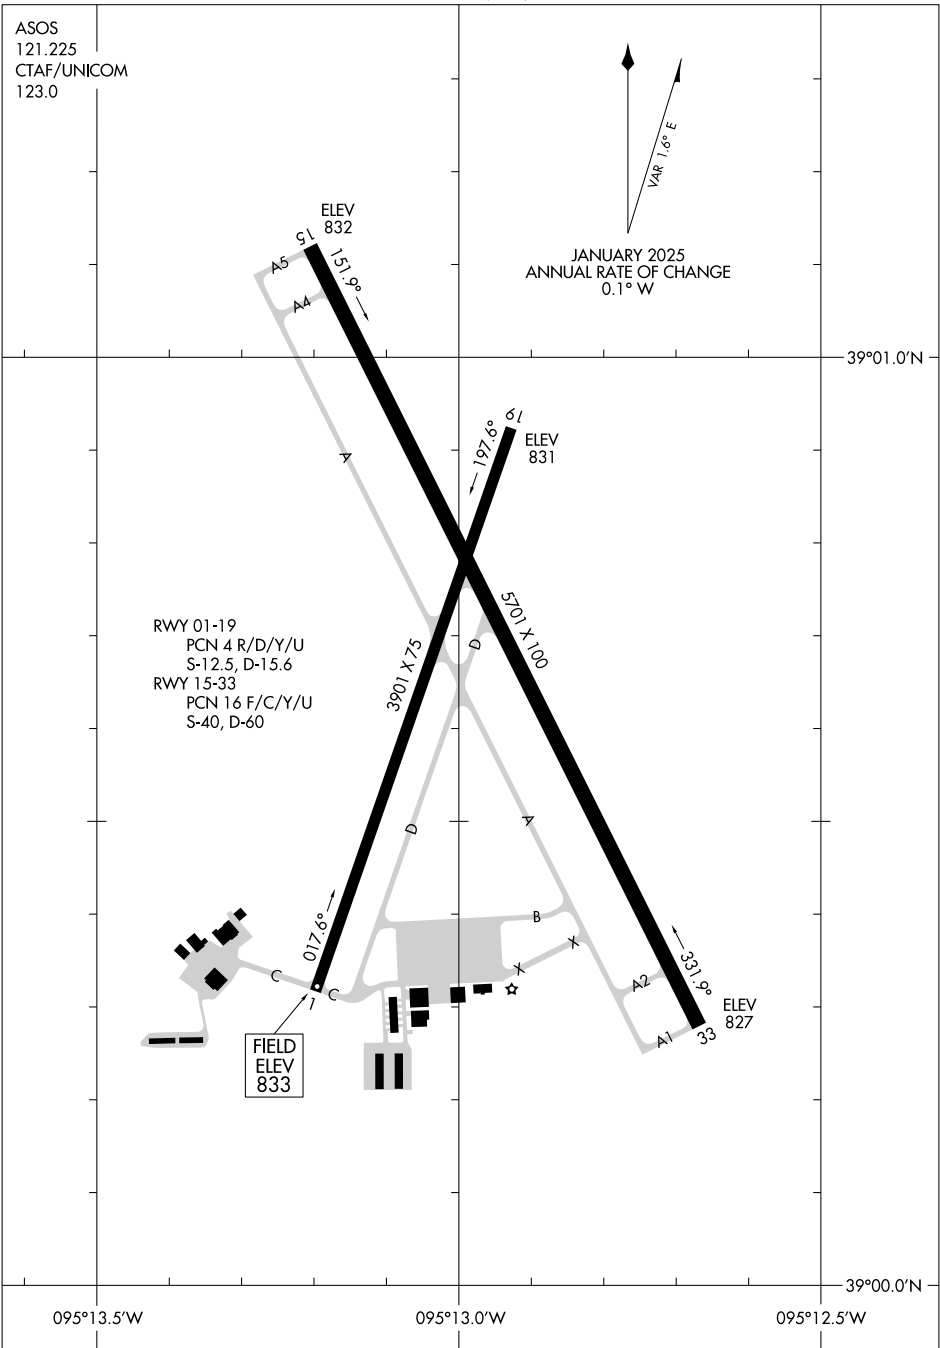 ASOS
121.225
CTAF/UNICOM
123.0
VAR 1.6° E
JANUARY 2025
ANNUAL RATE OF CHANGE
0.1° W
ELEV
832
15
151.9°
A5
A4
39°01.0'N
19
197.6°
ELEV
831
A
5701 X 100
RWY 01-19
PCN 4 R/D/Y/U
S-12.5, D-15.6
RWY 15-33
PCN 16 F/C/Y/U
S-40, D-60
3901 X 75
D
D
A
B
X
X
017.6°
C
C
1
A2
331.9°
ELEV
827
A1
33
FIELD
ELEV
833
39°00.0'N
095°13.5'W
095°13.0'W
095°12.5'W